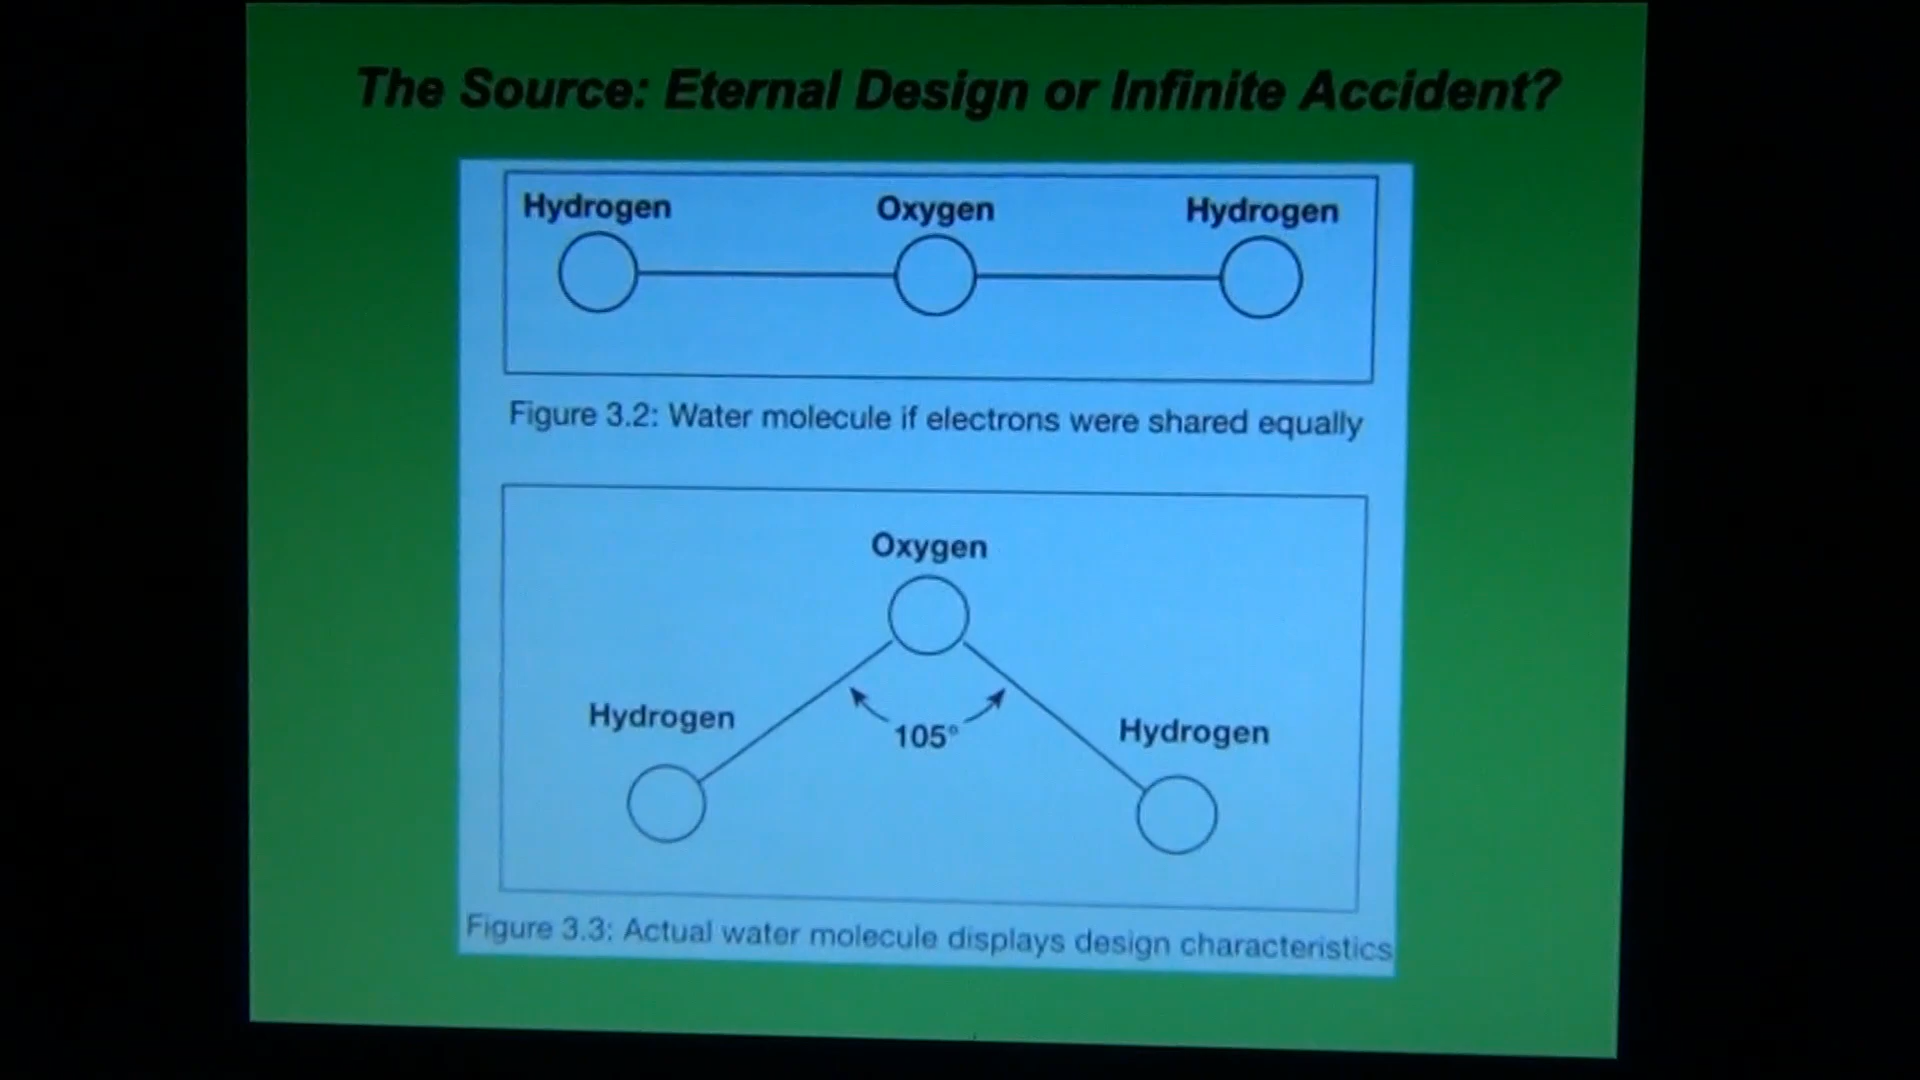 The Source: Eternal Design or Infinite Accident?
Hydrogen Oxygen Hydrogen
Figure 3.2: Water molecule if electrons were shared equally
Oxygen
Hydrogen
105°
Hydrogen
Figure 3.3: Actual water molecule displays design characteristics